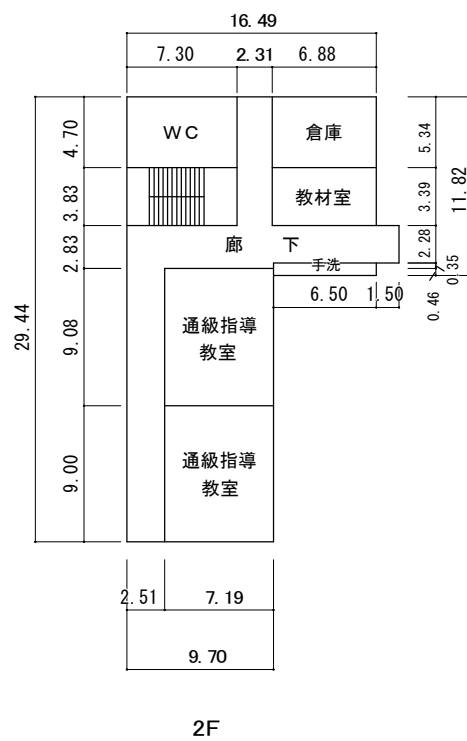 16.49
7.30 2.31 6.88
4.70
WC
倉庫
5.34
11.82
3.83
教材室
3.39
2.83
廊 下
2.28
手洗
0.35
0.46
6.50 1.50
29.44
9.08
通級指導
教室
9.00
通級指導
教室
2.51 7.19
9.70
2F